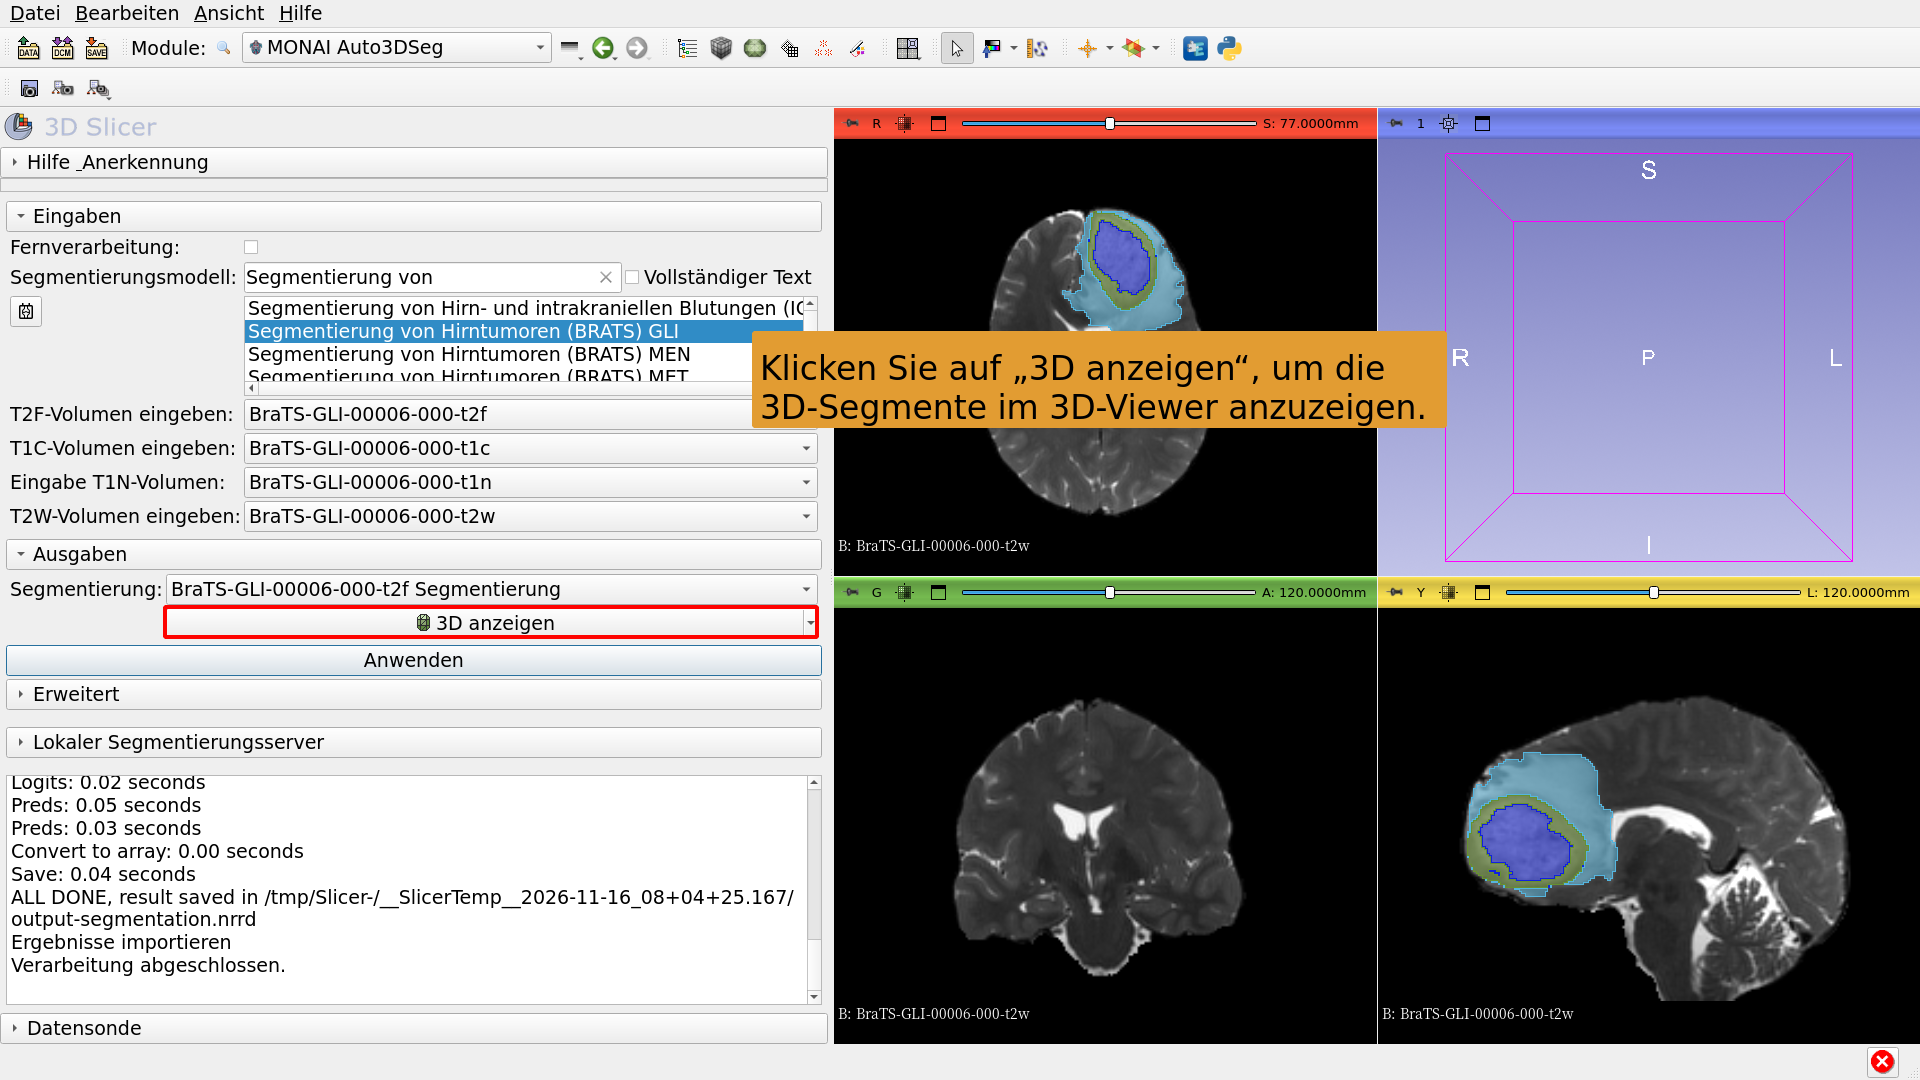 Datei Bearbeiten Ansicht Hilfe
DATA DCM SAVE Module: MONAI Auto3DSeg
3D Slicer
Hilfe _Anerkennung
Eingaben
Fernverarbeitung:
Segmentierungsmodell: Segmentierung von Vollständiger Text
Segmentierung von Hirn- und intrakraniellen Blutungen (IC
Segmentierung von Hirntumoren (BRATS) GLI
Segmentierung von Hirntumoren (BRATS) MEN
Segmentierung von Hirntumoren (BRATS) MET
T2F-Volumen eingeben: BraTS-GLI-00006-000-t2f
T1C-Volumen eingeben: BraTS-GLI-00006-000-t1c
Eingabe T1N-Volumen: BraTS-GLI-00006-000-t1n
T2W-Volumen eingeben: BraTS-GLI-00006-000-t2w
Ausgaben
Segmentierung: BraTS-GLI-00006-000-t2f Segmentierung
3D anzeigen
Anwenden
Erweitert
Lokaler Segmentierungsserver
Logits: 0.02 seconds
Preds: 0.05 seconds
Preds: 0.03 seconds
Convert to array: 0.00 seconds
Save: 0.04 seconds
ALL DONE, result saved in /tmp/Slicer-/__SlicerTemp__2026-11-16_08+04+25.167/
output-segmentation.nrrd
Ergebnisse importieren
Verarbeitung abgeschlossen.
Datensonde
R S: 77.0000mm
B: BraTS-GLI-00006-000-t2w
1
S
R P L
I
Klicken Sie auf „3D anzeigen“, um die
3D-Segmente im 3D-Viewer anzuzeigen.
G A: 120.0000mm
B: BraTS-GLI-00006-000-t2w
Y L: 120.0000mm
B: BraTS-GLI-00006-000-t2w